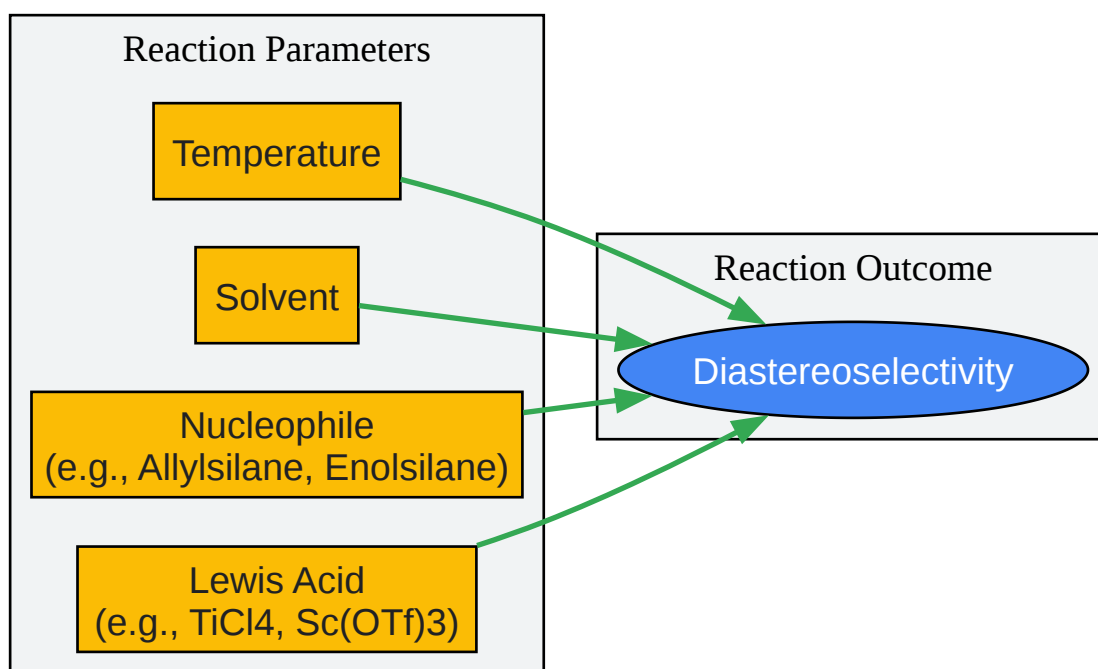 Reaction Parameters
Temperature
Solvent
Nucleophile
(e.g., Allylsilane, Enolsilane)
Lewis Acid
(e.g., TiCl4, Sc(OTf)3)
Reaction Outcome
Diastereoselectivity